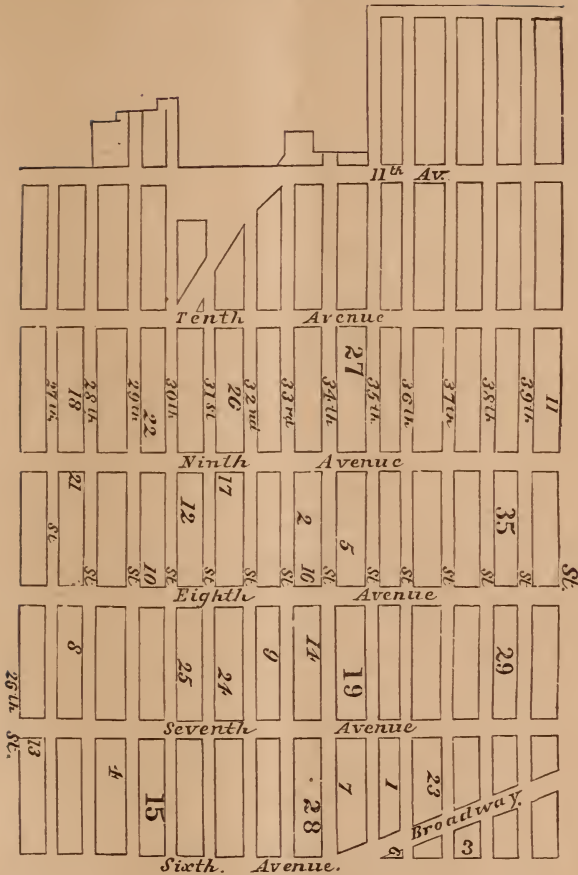 11th Av.
Tenth Avenue
27
27th 18 28th 29th 22 30th 31st 26 32nd 33rd 34th 35th 36th 37th 38th 39th 11
Ninth Avenue
21 17
12 2 35
St. 5
10 16
St. St. St. St. St. St. St. St. St. St. St. St. St.
Eighth Avenue
8 25 24 9 14 19 29
26th St.
Seventh Avenue
13 4 15 28 7 1 23
Broadway.
6 3
Sixth. Avenue.